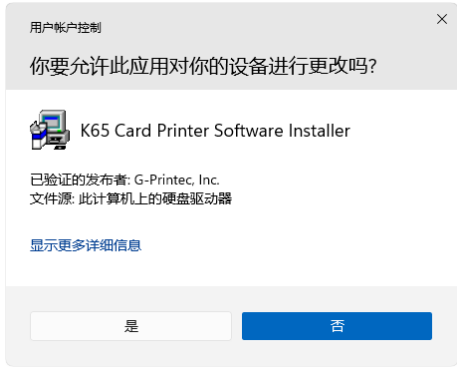 用户帐户控制
你要允许此应用对你的设备进行更改吗?
K65 Card Printer Software Installer
已验证的发布者: G-Printec, Inc.
文件源: 此计算机上的硬盘驱动器
显示更多详细信息
是
否